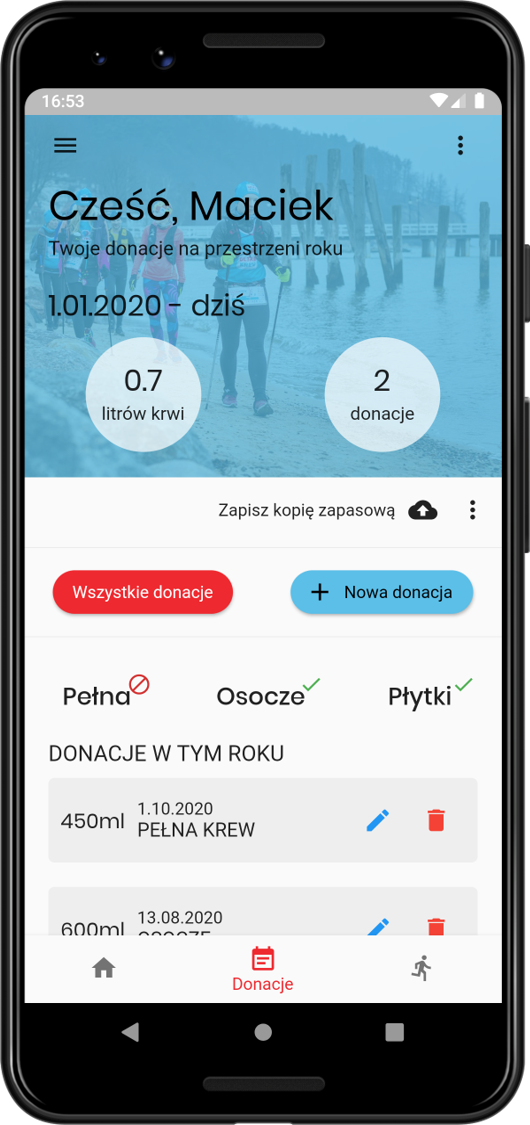 16:53
Cześć, Maciek
Twoje donacje na przestrzeni roku
1.01.2020 - dziś
0.7
litrów krwi
2
donacje
Zapisz kopię zapasową
Wszystkie donacje
+ Nowa donacja
Pełna
Osocze
Płytki
DONACJE W TYM ROKU
450ml
1.10.2020
PEŁNA KREW
600ml
13.08.2020
Donacje